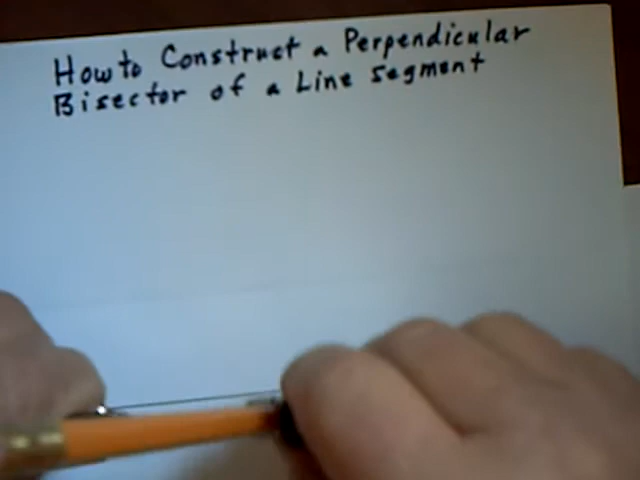 How to Construct a Perpendicular
Bisector of a Line Segment